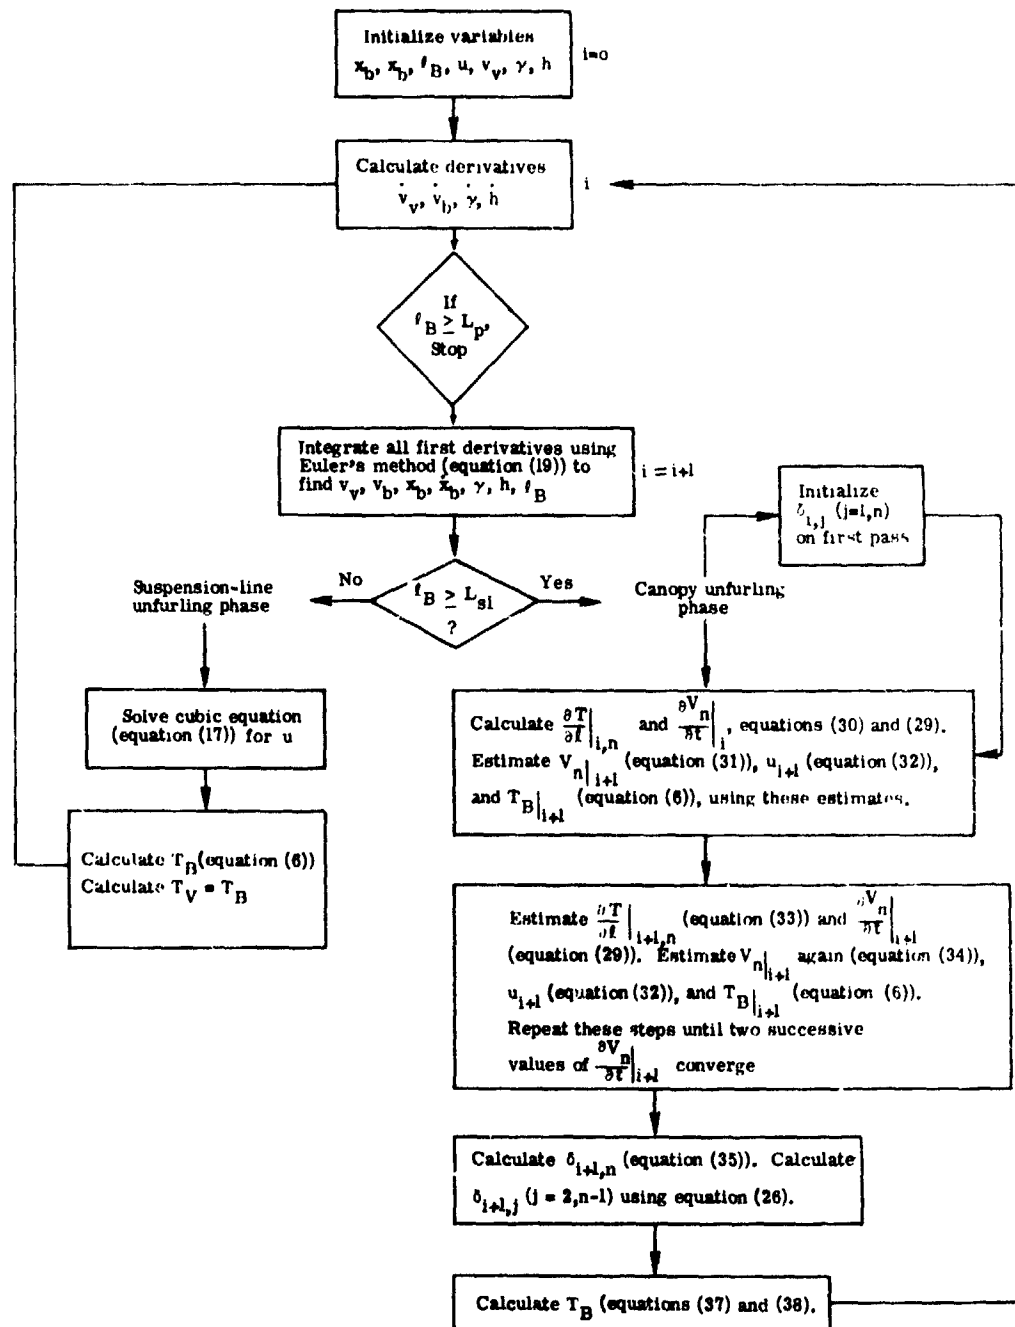 Initialize variables
x_b, ẋ_b, ℓ_B, u, v_v, γ, h
i=o
Calculate derivatives
v̇_v, v̇_b, γ̇, ḣ
i
If
ℓ_B ≥ L_p,
Stop
Integrate all first derivatives using
Euler's method (equation (19)) to
find v_v, v_b, x_b, ẋ_b, γ, h, ℓ_B
i = i+1
Initialize
δ_i,j (j=1,n)
on first pass
No
ℓ_B ≥ L_sl
?
Yes
Suspension-line
unfurling phase
Canopy unfurling
phase
Solve cubic equation
(equation (17)) for u
Calculate T_B (equation (6))
Calculate T_V = T_B
Calculate ∂T/∂ℓ|_i,n and ∂V_n/∂t|_i, equations (30) and (29).
Estimate V_n|_i+1 (equation (31)), u_i+1 (equation (32)),
and T_B|_i+1 (equation (6)), using these estimates.
Estimate ∂T/∂ℓ|_i+1,n (equation (33)) and ∂V_n/∂t|_i+1
(equation (29)). Estimate V_n|_i+1 again (equation (34)),
u_i+1 (equation (32)), and T_B|_i+1 (equation (6)).
Repeat these steps until two successive
values of ∂V_n/∂t|_i+1 converge
Calculate δ_i+1,n (equation (35)). Calculate
δ_i+1,j (j = 2,n-1) using equation (26).
Calculate T_B (equations (37) and (38).